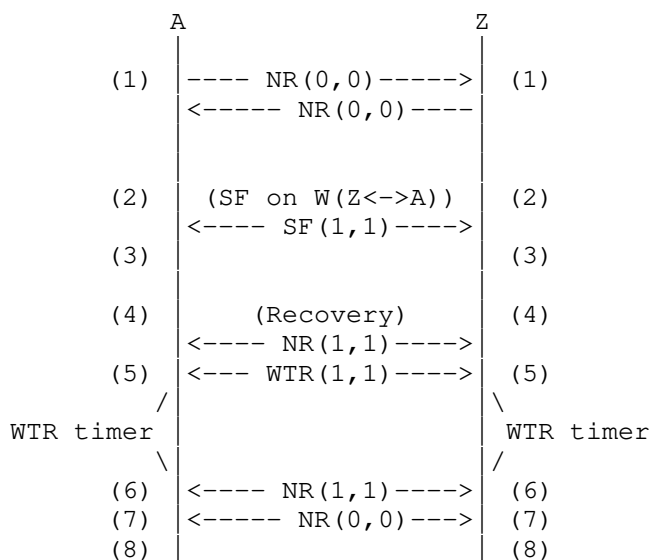 A Z
(1) |---- NR(0,0)----->| (1)
|<----- NR(0,0)----|
(2) | (SF on W(Z<->A)) | (2)
|<---- SF(1,1)---->|
(3) (3)
(4) | (Recovery) | (4)
|<---- NR(1,1)---->|
(5) |<--- WTR(1,1)---->| (5)
/ | | \
WTR timer | | WTR timer
\ | | /
(6) |<---- NR(1,1)---->| (6)
(7) |<----- NR(0,0)--->| (7)
(8) | | (8)